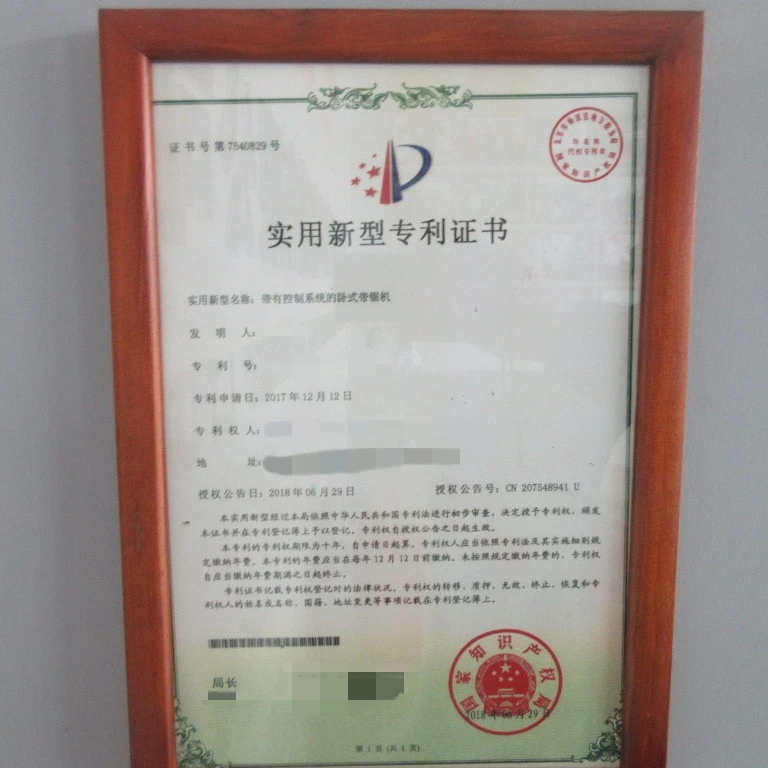 证书号第7540829号
实用新型专利证书
实用新型名称：带有控制系统的卧式带锯机
发明人：
专利号：
专利申请日：2017年12月12日
专利权人：
地址：
授权公告日：2018年06月29日 授权公告号：CN 207548941 U
本实用新型经过本局依照中华人民共和国专利法进行初步审查，决定授予专利权，颁发
本证书并在专利登记簿上予以登记。专利权自授权公告之日起生效。
本专利的专利权期限为十年，自申请日起算。专利权人应当依照专利法及其实施细则规
定缴纳年费。本专利的年费应当在每年12月12日前缴纳。未按照规定缴纳年费的，专利权
自应当缴纳年费期满之日起终止。
专利证书记载专利权登记时的法律状况。专利权的转移、质押、无效、终止、恢复和专
利权人的姓名或名称、国籍、地址变更等事项记载在专利登记簿上。
局长
国家知识产权局
2018年06月29日
第1页（共1页）